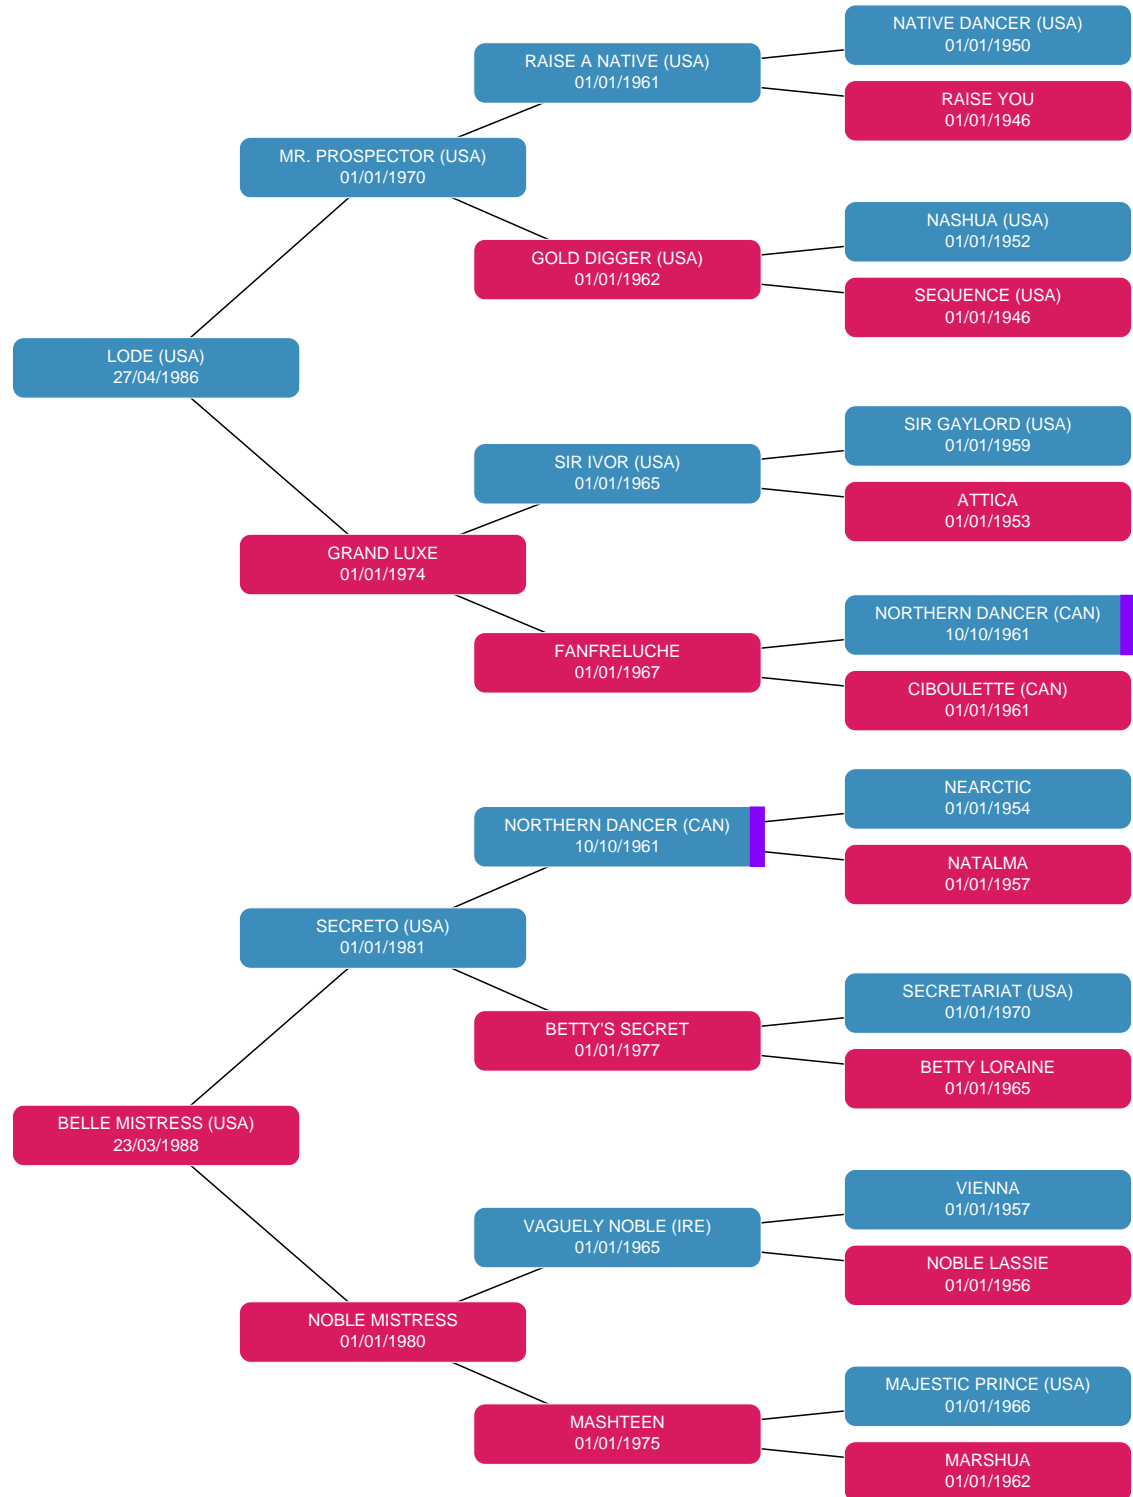 NATIVE DANCER (USA)
01/01/1950
RAISE A NATIVE (USA)
01/01/1961
RAISE YOU
01/01/1946
MR. PROSPECTOR (USA)
01/01/1970
NASHUA (USA)
01/01/1952
GOLD DIGGER (USA)
01/01/1962
SEQUENCE (USA)
01/01/1946
LODE (USA)
27/04/1986
SIR GAYLORD (USA)
01/01/1959
SIR IVOR (USA)
01/01/1965
ATTICA
01/01/1953
GRAND LUXE
01/01/1974
NORTHERN DANCER (CAN)
10/10/1961
FANFRELUCHE
01/01/1967
CIBOULETTE (CAN)
01/01/1961
NEARCTIC
01/01/1954
NORTHERN DANCER (CAN)
10/10/1961
NATALMA
01/01/1957
SECRETO (USA)
01/01/1981
SECRETARIAT (USA)
01/01/1970
BETTY'S SECRET
01/01/1977
BETTY LORAINE
01/01/1965
BELLE MISTRESS (USA)
23/03/1988
VIENNA
01/01/1957
VAGUELY NOBLE (IRE)
01/01/1965
NOBLE LASSIE
01/01/1956
NOBLE MISTRESS
01/01/1980
MAJESTIC PRINCE (USA)
01/01/1966
MASHTEEN
01/01/1975
MARSHUA
01/01/1962